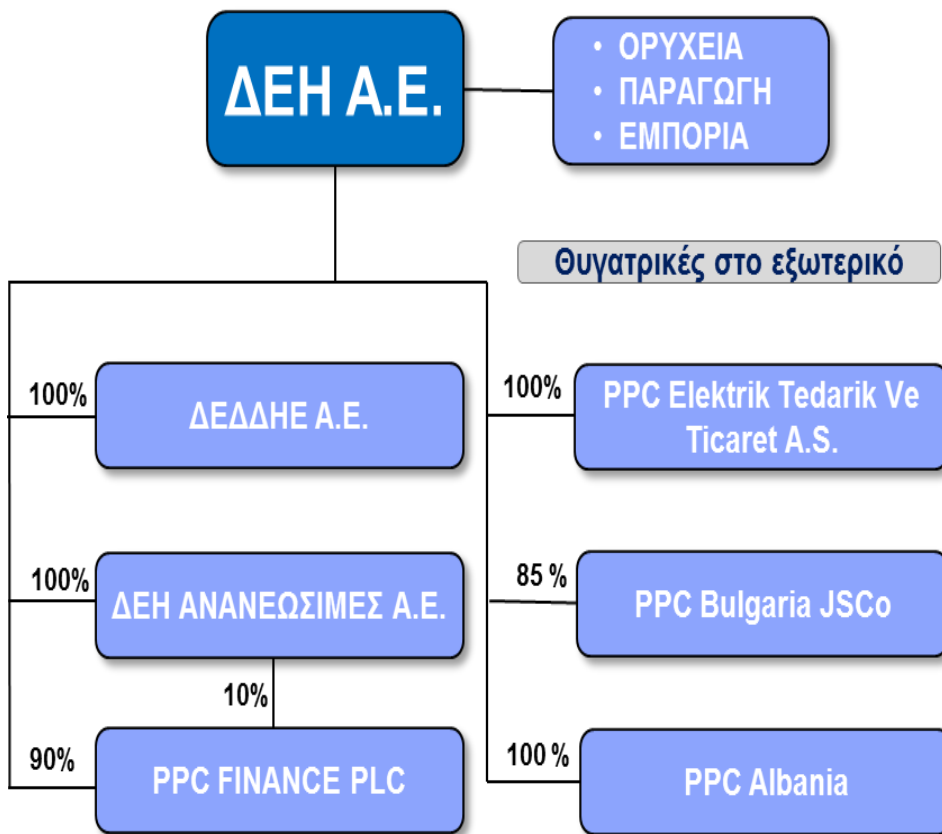 ΔΕΗ Α.Ε.
• ΟΡΥΧΕΙΑ
• ΠΑΡΑΓΩΓΗ
• ΕΜΠΟΡΙΑ
Θυγατρικές στο εξωτερικό
100%
ΔΕΔΔΗΕ Α.Ε.
100%
ΔΕΗ ΑΝΑΝΕΩΣΙΜΕΣ Α.Ε.
10%
90%
PPC FINANCE PLC
100%
PPC Elektrik Tedarik Ve
Ticaret A.S.
85 %
PPC Bulgaria JSCo
100 %
PPC Albania